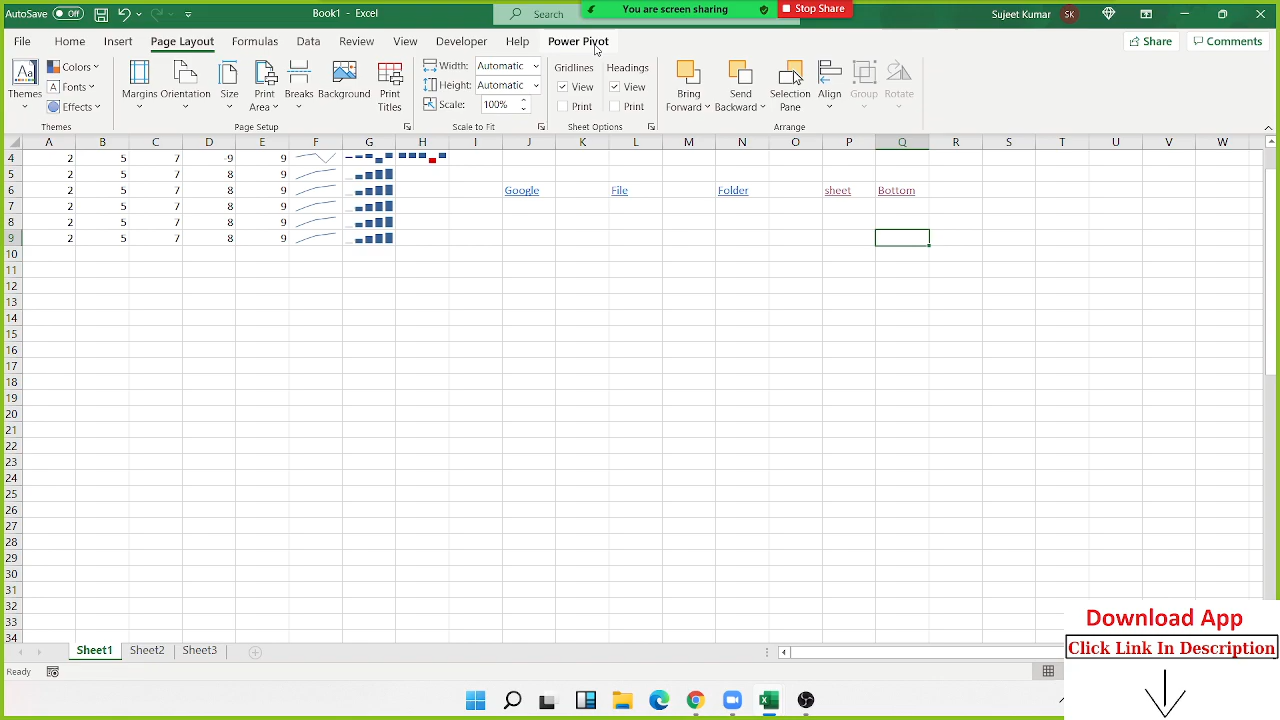 AutoSave Off Book1 - Excel Search You are screen sharing Stop Share Sujeet Kumar SK
File Home Insert Page Layout Formulas Data Review View Developer Help Power Pivot Share Comments
Themes Colors Fonts Effects Margins Orientation Size Print Area Breaks Background Print Titles Width: Automatic Height: Automatic Scale: 100% Gridlines View Print Headings View Print Bring Forward Send Backward Selection Pane Align Group Rotate
Themes Page Setup Scale to Fit Sheet Options Arrange
A B C D E F G H I J K L M N O P Q R S T U V W
4 2 5 7 -9 9
5 2 5 7 8 9
6 2 5 7 8 9 Google File Folder sheet Bottom
7 2 5 7 8 9
8 2 5 7 8 9
9 2 5 7 8 9
10
11
12
13
14
15
16
17
18
19
20
21
22
23
24
25
26
27
28
29
30
31
32
33
34
Sheet1 Sheet2 Sheet3
Ready
Download App
Click Link In Description